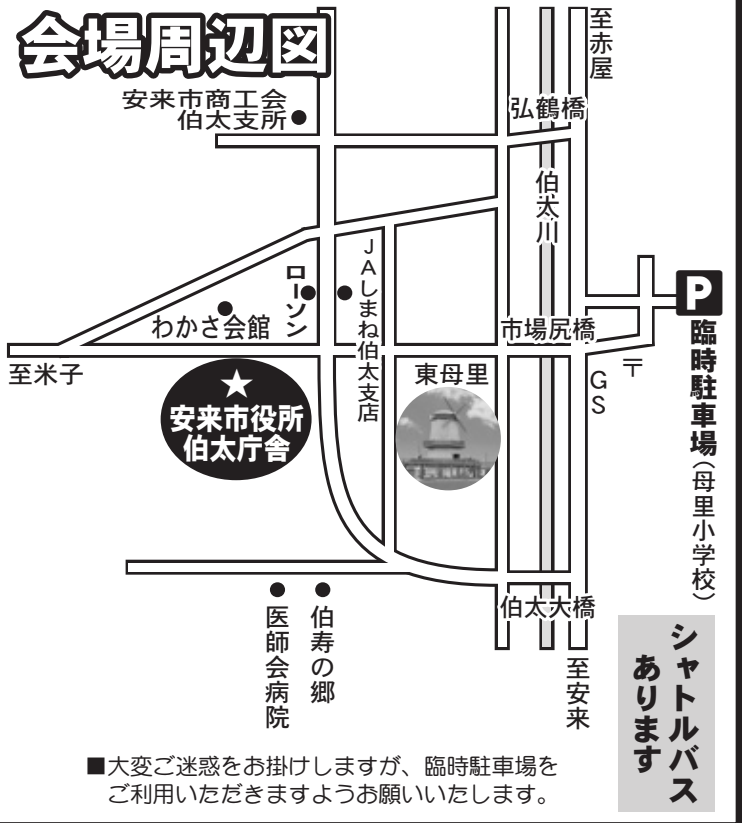 会場周辺図
至赤屋
安来市商工会
伯太支所
弘鶴橋
伯太川
JAしまね伯太支店
ローソン
わかさ会館
市場尻橋
P
臨時駐車場(母里小学校)
至米子
東母里
GS
〒
★
安来市役所
伯太庁舎
伯太大橋
医師会病院
伯寿の郷
至安来
シャトルバス
あります
■大変ご迷惑をお掛けしますが、臨時駐車場を
ご利用いただきますようお願いいたします。